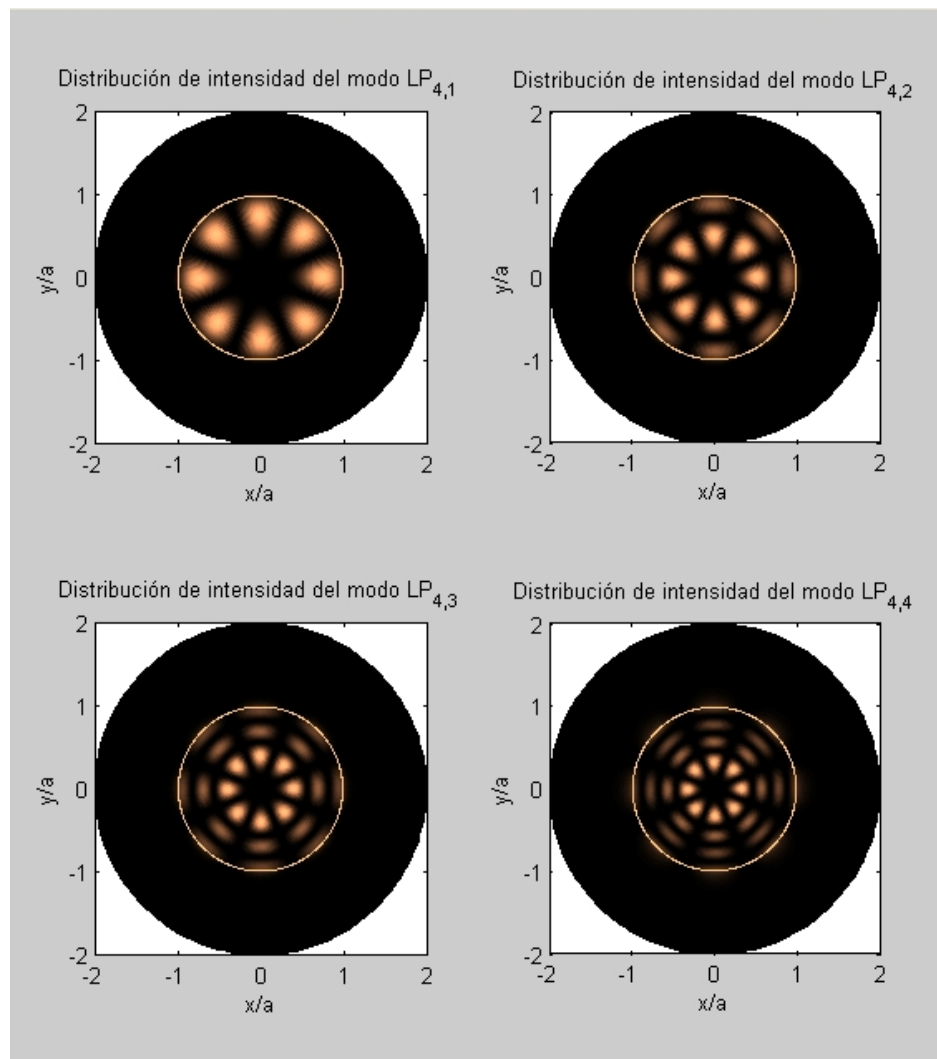 Distribución de intensidad del modo LP4,1
2
1
0
-1
-2
y/a
-2 -1 0 1 2
x/a
Distribución de intensidad del modo LP4,2
2
1
0
-1
-2
y/a
-2 -1 0 1 2
x/a
Distribución de intensidad del modo LP4,3
2
1
0
-1
-2
y/a
-2 -1 0 1 2
x/a
Distribución de intensidad del modo LP4,4
2
1
0
-1
-2
y/a
-2 -1 0 1 2
x/a